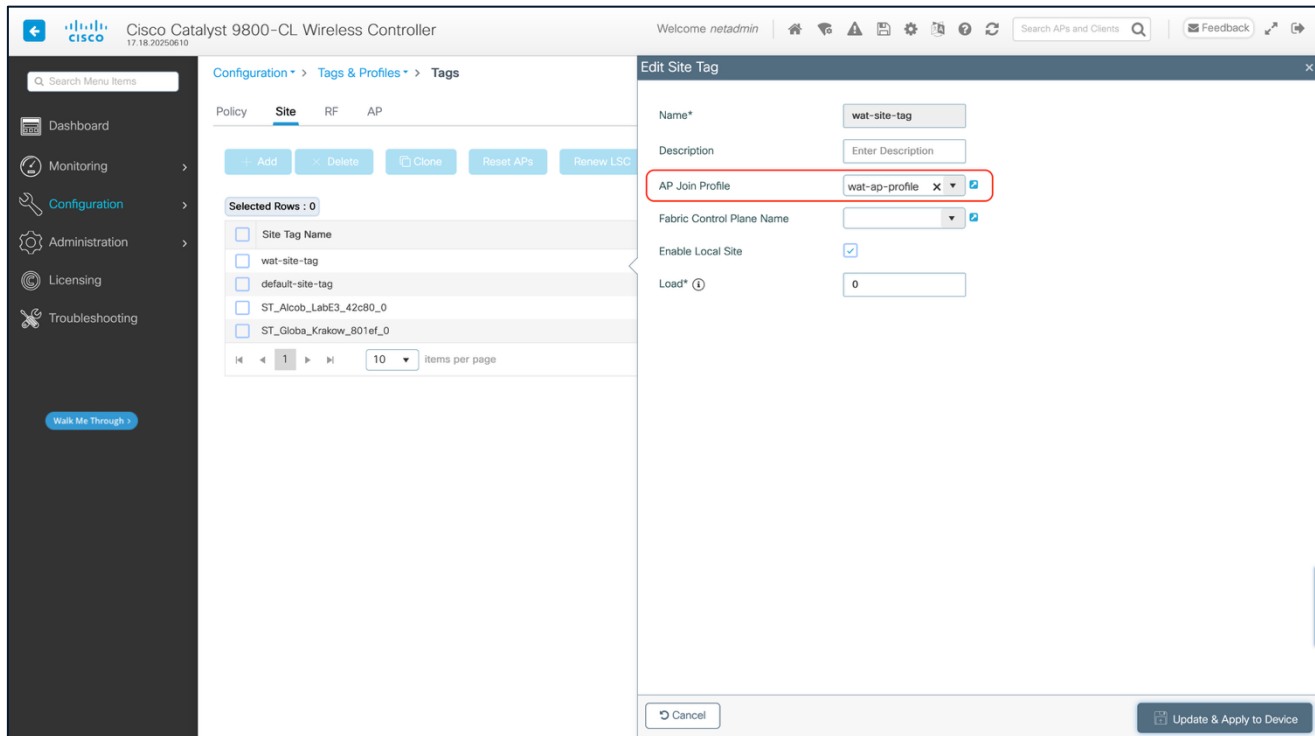 CISCO
Cisco Catalyst 9800-CL Wireless Controller
17.18.20250610
Welcome netadmin
Search APs and Clients
Feedback
Search Menu Items
Dashboard
Monitoring
Configuration
Administration
Licensing
Troubleshooting
Walk Me Through >
Configuration > Tags & Profiles > Tags
Policy Site RF AP
+ Add × Delete Clone Reset APs Renew LSC
Selected Rows : 0
Site Tag Name
wat-site-tag
default-site-tag
ST_Alcob_LabE3_42c80_0
ST_Globa_Krakow_801ef_0
1 10 items per page
Edit Site Tag ×
Name* wat-site-tag
Description Enter Description
AP Join Profile wat-ap-profile ×
Fabric Control Plane Name
Enable Local Site
Load* 0
Cancel
Update & Apply to Device